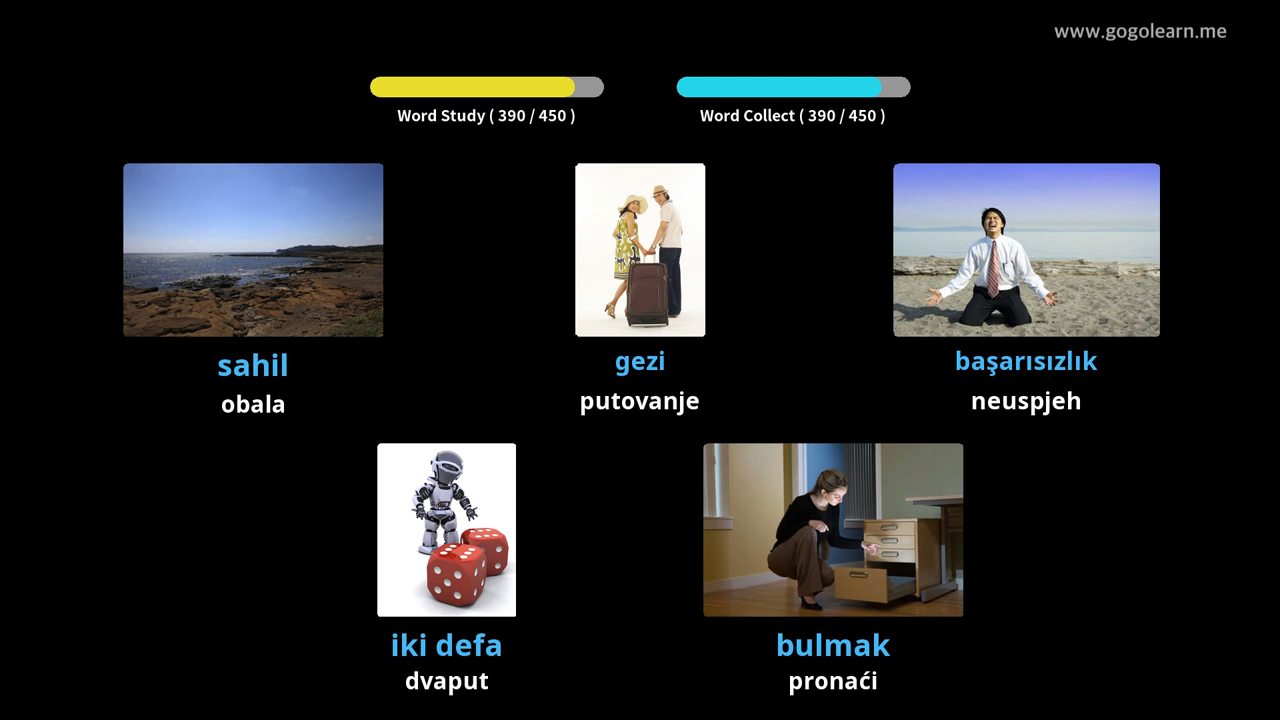 www.gogolearn.me
Word Study ( 390 / 450 )
Word Collect ( 390 / 450 )
sahil
obala
gezi
putovanje
başarısızlık
neuspjeh
iki defa
dvaput
bulmak
pronaći